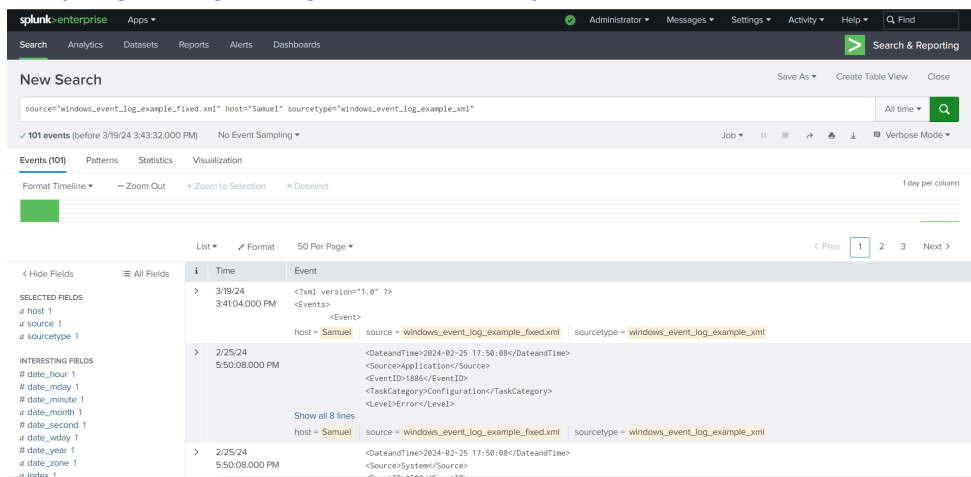 splunk>enterprise Apps ▾ Administrator ▾ Messages ▾ Settings ▾ Activity ▾ Help ▾ Find
Search Analytics Datasets Reports Alerts Dashboards > Search & Reporting
New Search Save As ▾ Create Table View Close
source="windows_event_log_example_fixed.xml" host="Samuel" sourcetype="windows_event_log_example_xml" All time ▾
✓ 101 events (before 3/19/24 3:43:32.000 PM) No Event Sampling ▾ Job ▾ Verbose Mode ▾
Events (101) Patterns Statistics Visualization
Format Timeline ▾ — Zoom Out + Zoom to Selection × Deselect 1 day per column
List ▾ Format 50 Per Page ▾ < Prev 1 2 3 Next >
< Hide Fields All Fields i Time Event
SELECTED FIELDS
a host 1
a source 1
a sourcetype 1
INTERESTING FIELDS
# date_hour 1
# date_mday 1
# date_minute 1
a date_month 1
# date_second 1
a date_wday 1
# date_year 1
a date_zone 1
a index 1
> 3/19/24 <?xml version="1.0" ?>
3:41:04.000 PM <Events>
<Event>
host = Samuel source = windows_event_log_example_fixed.xml sourcetype = windows_event_log_example_xml
> 2/25/24 <DateandTime>2024-02-25 17:50:08</DateandTime>
5:50:08.000 PM <Source>Application</Source>
<EventID>1886</EventID>
<TaskCategory>Configuration</TaskCategory>
<Level>Error</Level>
Show all 8 lines
host = Samuel source = windows_event_log_example_fixed.xml sourcetype = windows_event_log_example_xml
> 2/25/24 <DateandTime>2024-02-25 17:50:08</DateandTime>
5:50:08.000 PM <Source>System</Source>